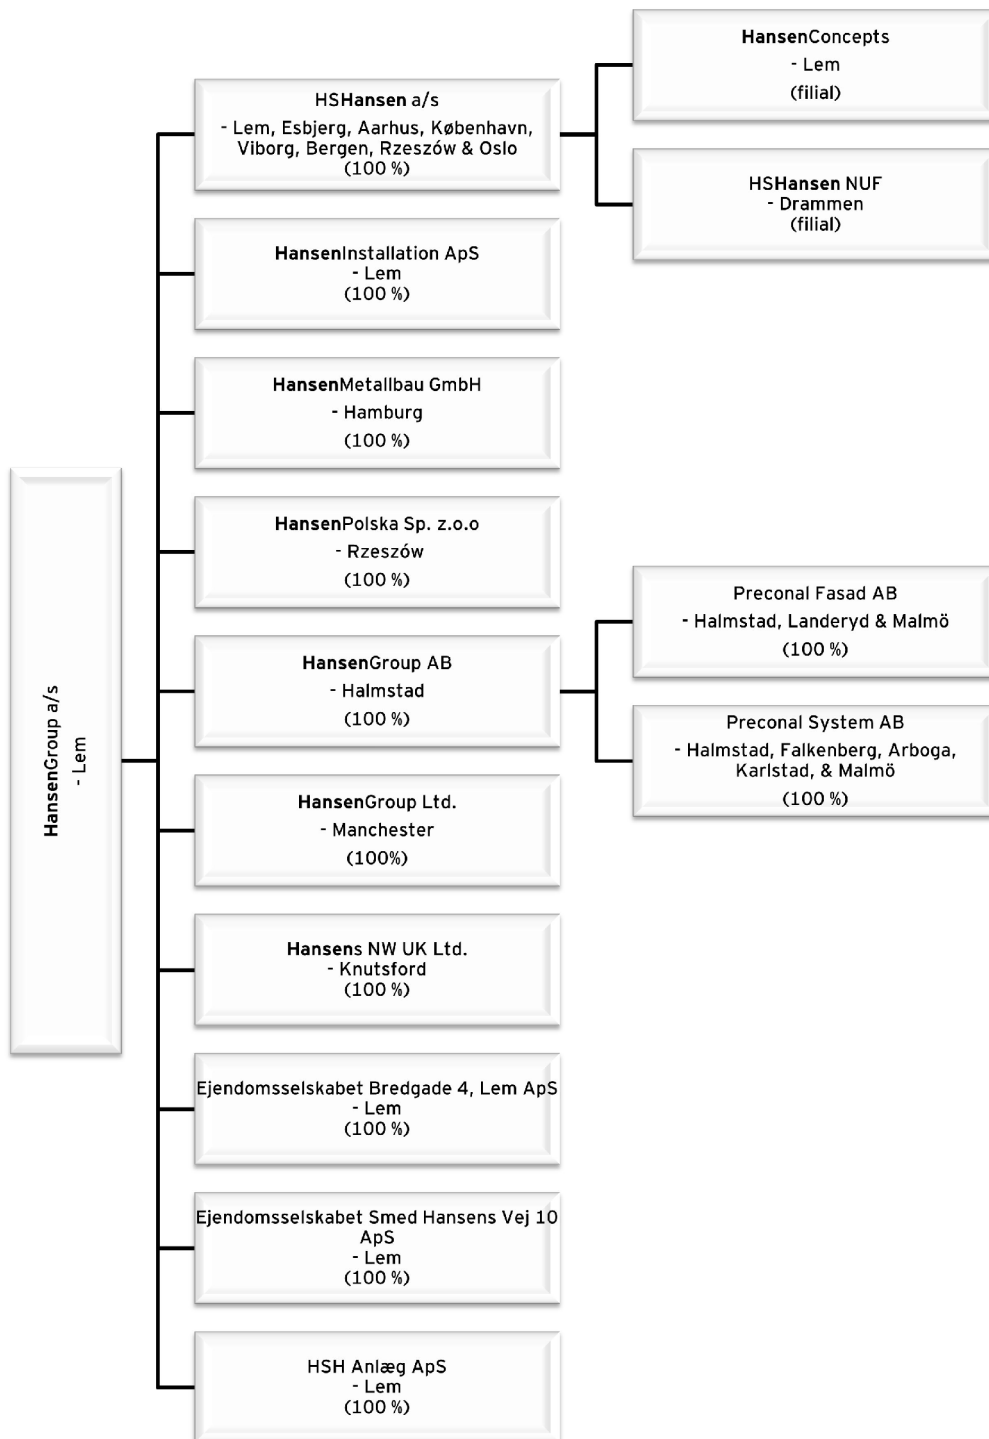 HansenGroup a/s
- Lem
HSHansen a/s
- Lem, Esbjerg, Aarhus, København,
Viborg, Bergen, Rzeszów & Oslo
(100 %)
HansenConcepts
- Lem
(filial)
HSHansen NUF
- Drammen
(filial)
HansenInstallation ApS
- Lem
(100 %)
HansenMetallbau GmbH
- Hamburg
(100 %)
HansenPolska Sp. z.o.o
- Rzeszów
(100 %)
HansenGroup AB
- Halmstad
(100 %)
Preconal Fasad AB
- Halmstad, Landeryd & Malmö
(100 %)
Preconal System AB
- Halmstad, Falkenberg, Arboga,
Karlstad, & Malmö
(100 %)
HansenGroup Ltd.
- Manchester
(100%)
Hansens NW UK Ltd.
- Knutsford
(100 %)
Ejendomsselskabet Bredgade 4, Lem ApS
- Lem
(100 %)
Ejendomsselskabet Smed Hansens Vej 10
ApS
- Lem
(100 %)
HSH Anlæg ApS
- Lem
(100 %)